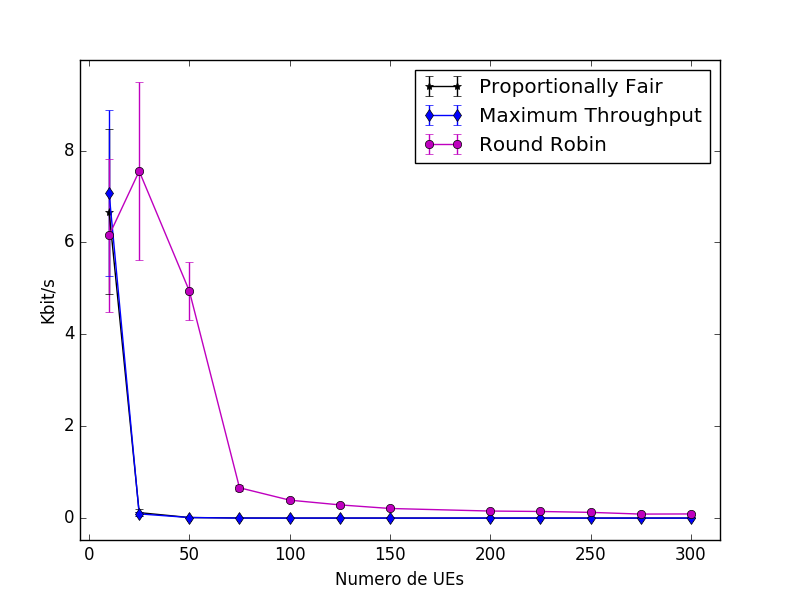 Proportionally Fair
Maximum Throughput
Round Robin
8
6
4
2
0
Kbit/s
0 50 100 150 200 250 300
Numero de UEs